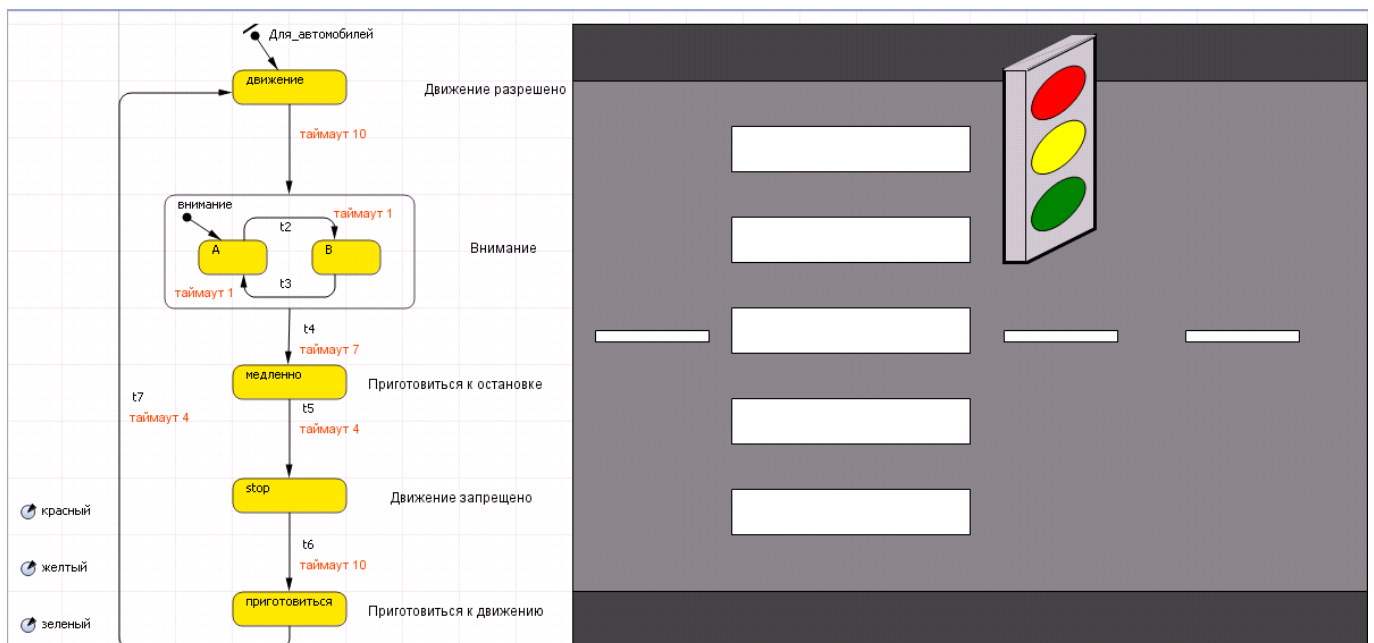 Для_автомобилей
движение
Движение разрешено
таймаут 10
внимание
таймаут 1
t2
A
B
Внимание
t3
таймаут 1
t4
таймаут 7
медленно
Приготовиться к остановке
t7
таймаут 4
t5
таймаут 4
stop
Движение запрещено
красный
t6
таймаут 10
желтый
приготовиться
Приготовиться к движению
зеленый